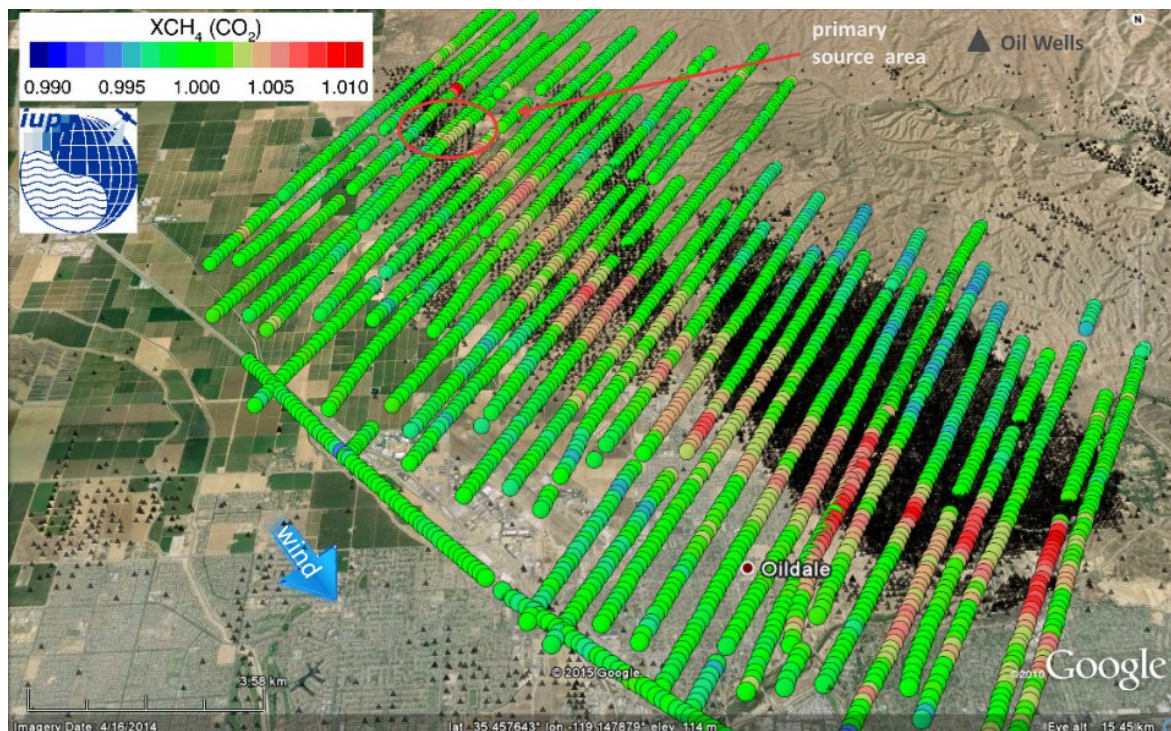 XCH₄ (CO₂)
0.990 0.995 1.000 1.005 1.010
iup
primary
source area
N
Oil Wells
wind
Oildale
© 2015 Google
©2016 Google
3.58 km
Imagery Date: 4/16/2014
lat 35.457643° lon -119.147879° elev 114 m
Eye alt 15.45 km